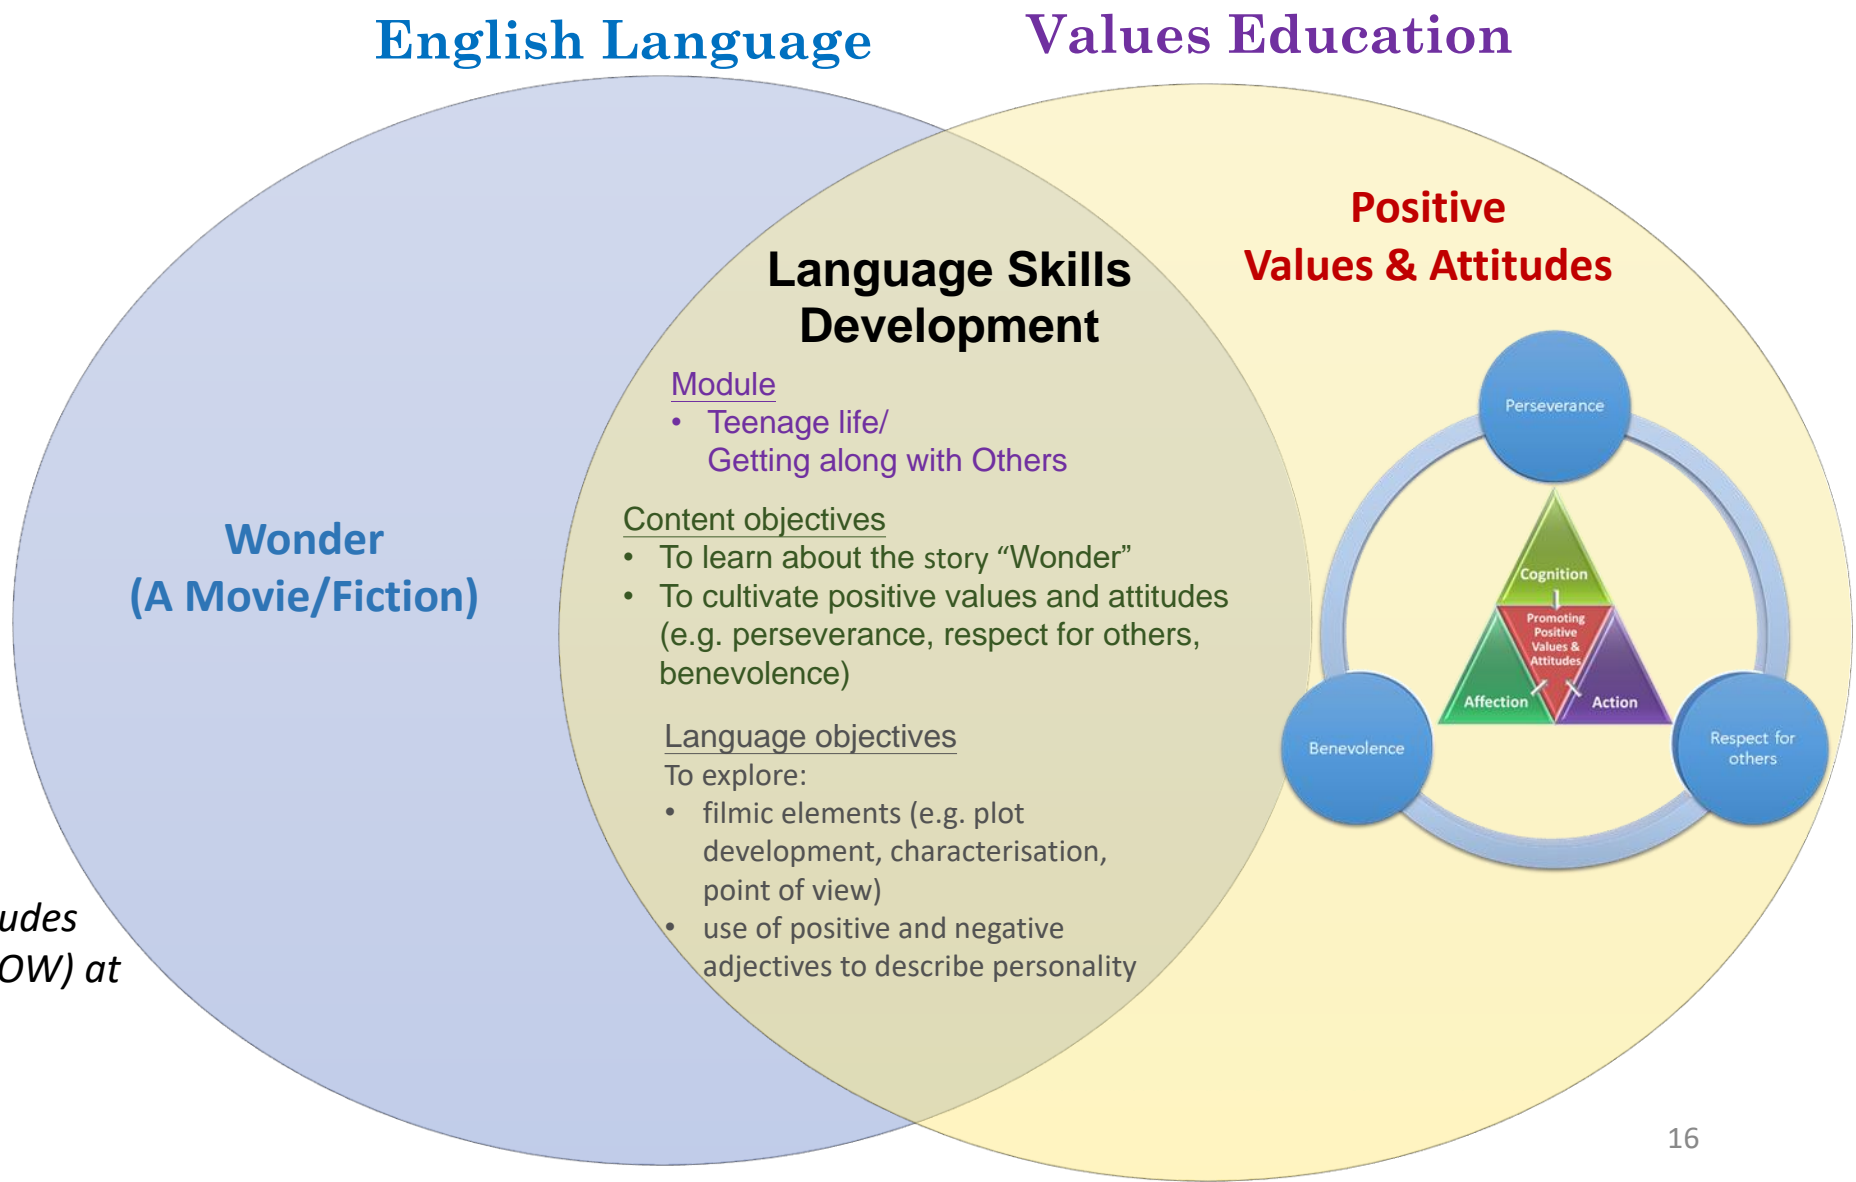 English Language
Values Education
Wonder
(A Movie/Fiction)
Language Skills
Development
Module
• Teenage life/
Getting along with Others
Content objectives
• To learn about the story “Wonder”
• To cultivate positive values and attitudes
(e.g. perseverance, respect for others,
benevolence)
Language objectives
To explore:
• filmic elements (e.g. plot
development, characterisation,
point of view)
• use of positive and negative
adjectives to describe personality
Positive
Values & Attitudes
Perseverance
Cognition
Promoting
Positive
Values &
Attitudes
Affection
Action
Benevolence
Respect for
others
udes
OW) at
16